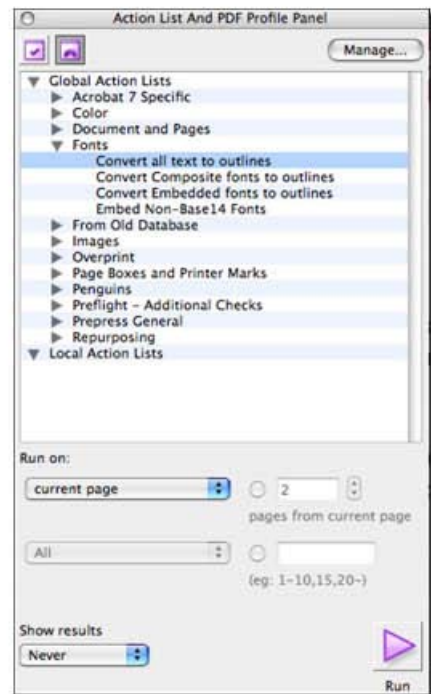 Action List And PDF Profile Panel
Manage...
Global Action Lists
Acrobat 7 Specific
Color
Document and Pages
Fonts
Convert all text to outlines
Convert Composite fonts to outlines
Convert Embedded fonts to outlines
Embed Non-Base14 Fonts
From Old Database
Images
Overprint
Page Boxes and Printer Marks
Penguins
Preflight - Additional Checks
Prepress General
Repurposing
Local Action Lists
Run on:
current page 2
pages from current page
All
(eg: 1-10,15,20-)
Show results
Never
Run